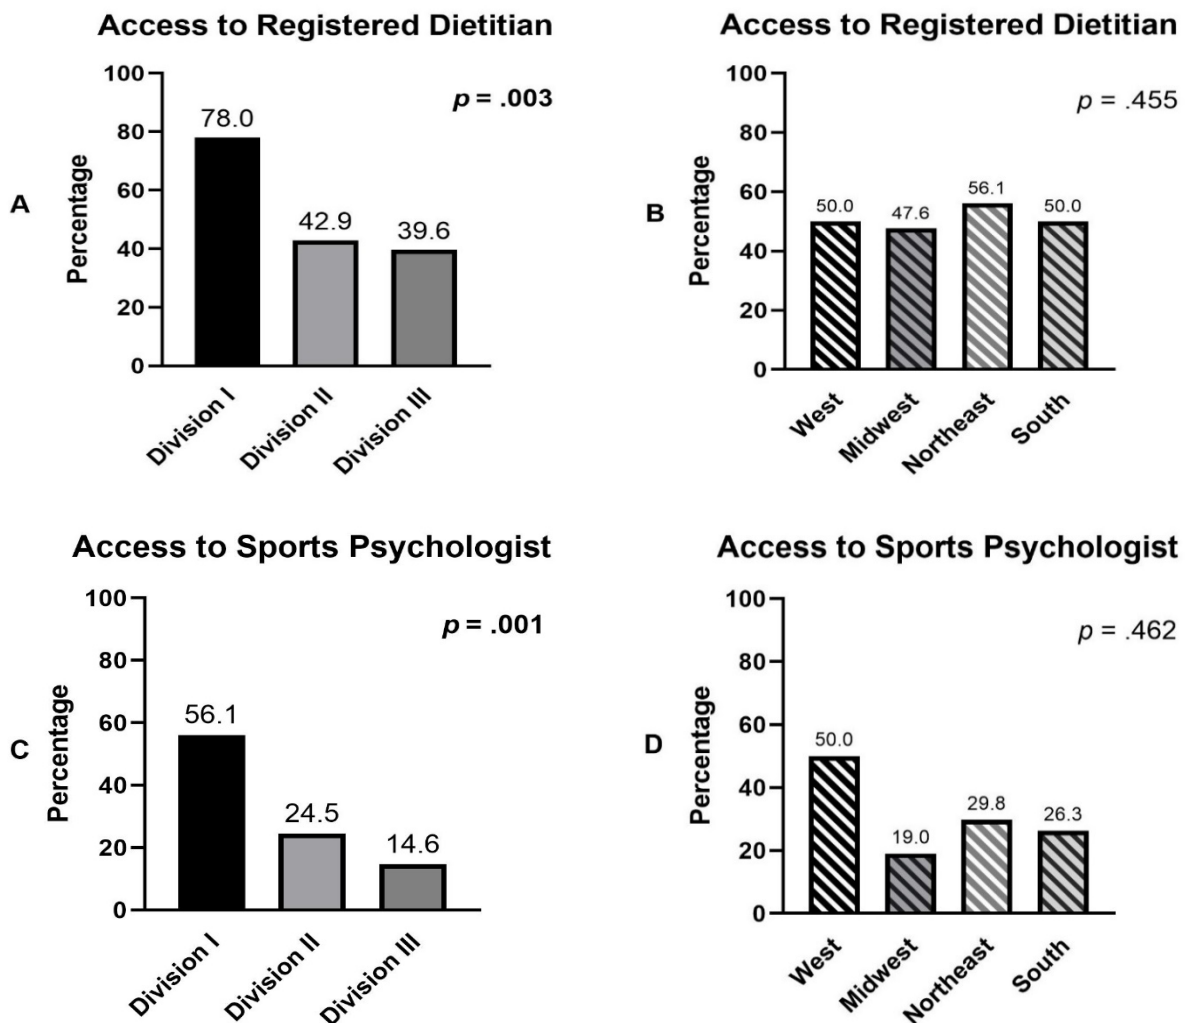 Access to Registered Dietitian
p = .003
A
Percentage
100
80
60
40
20
0
78.0
42.9
39.6
Division I
Division II
Division III
Access to Registered Dietitian
p = .455
B
Percentage
100
80
60
40
20
0
50.0
47.6
56.1
50.0
West
Midwest
Northeast
South
Access to Sports Psychologist
p = .001
C
Percentage
100
80
60
40
20
0
56.1
24.5
14.6
Division I
Division II
Division III
Access to Sports Psychologist
p = .462
D
Percentage
100
80
60
40
20
0
50.0
19.0
29.8
26.3
West
Midwest
Northeast
South